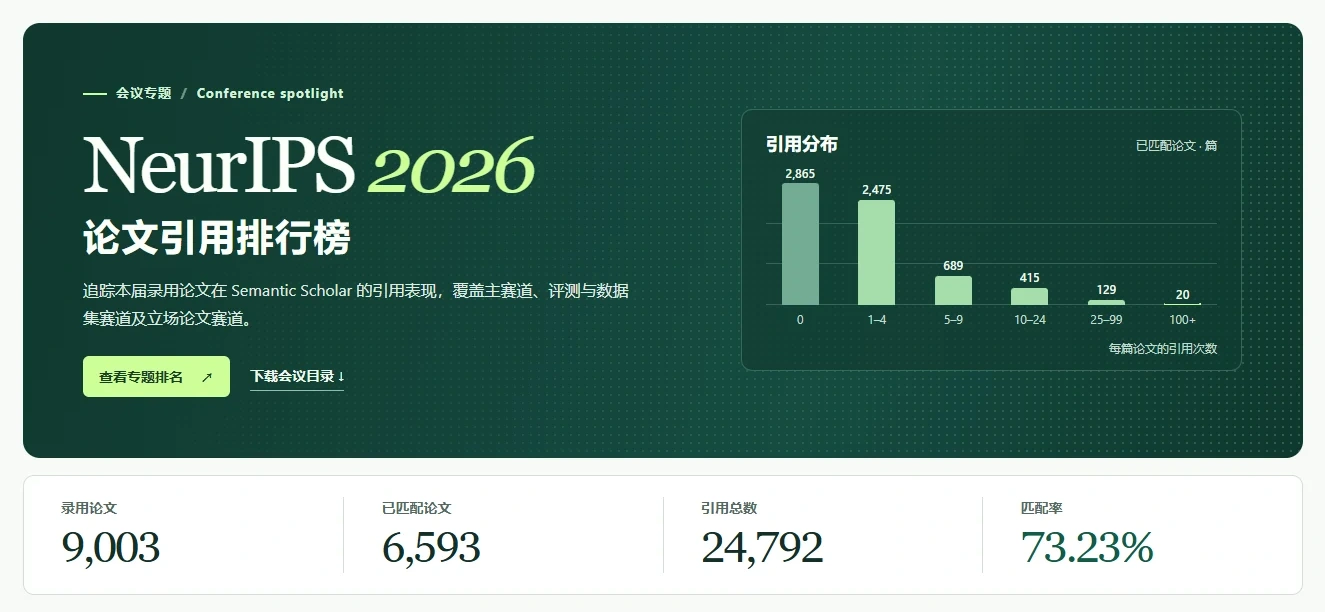 会议专题 / Conference spotlight
NeurIPS 2026
论文引用排行榜
追踪本届录用论文在 Semantic Scholar 的引用表现，覆盖主赛道、评测与数据
集赛道及立场论文赛道。
查看专题排名 ↗ 下载会议目录 ↓
引用分布 已匹配论文 · 篇
2,865
2,475
689
415
129
20
0 1–4 5–9 10–24 25–99 100+
每篇论文的引用次数
录用论文
9,003
已匹配论文
6,593
引用总数
24,792
匹配率
73.23%